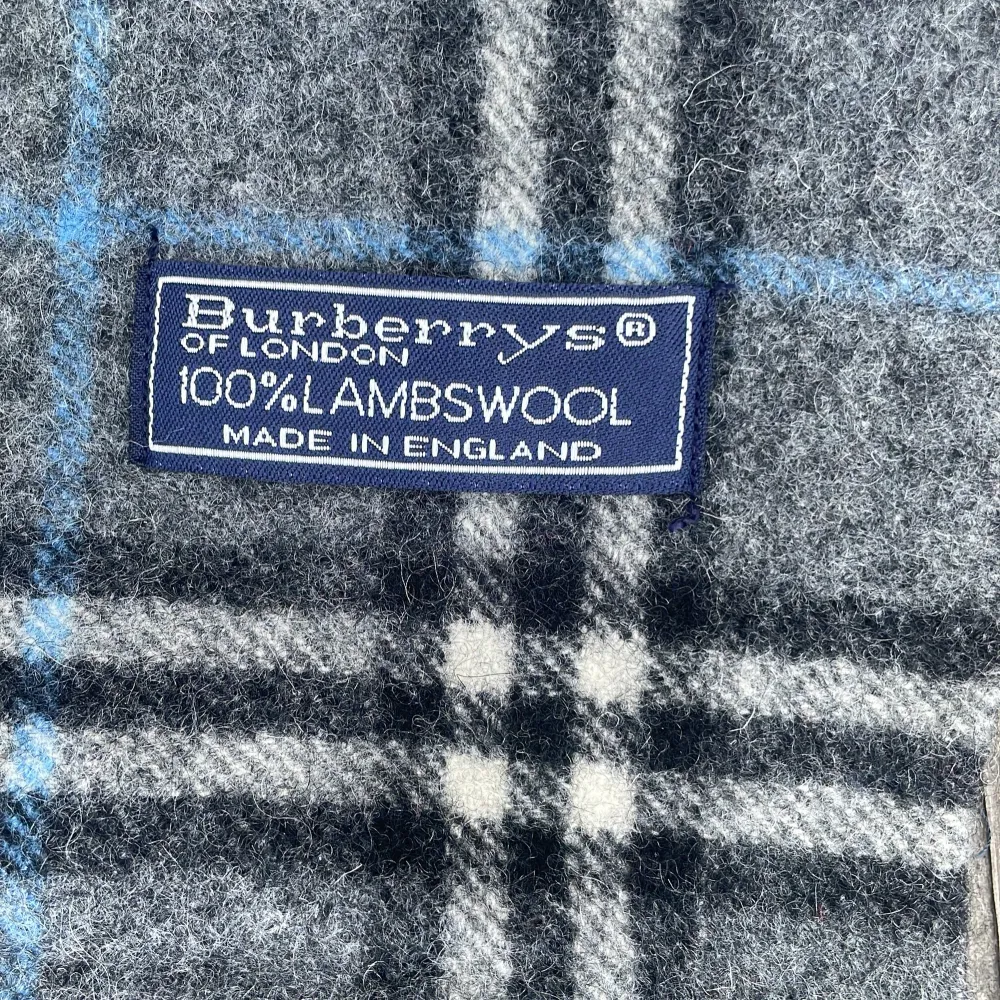 Burberrys®
OF LONDON
100% LAMBSWOOL
MADE IN ENGLAND